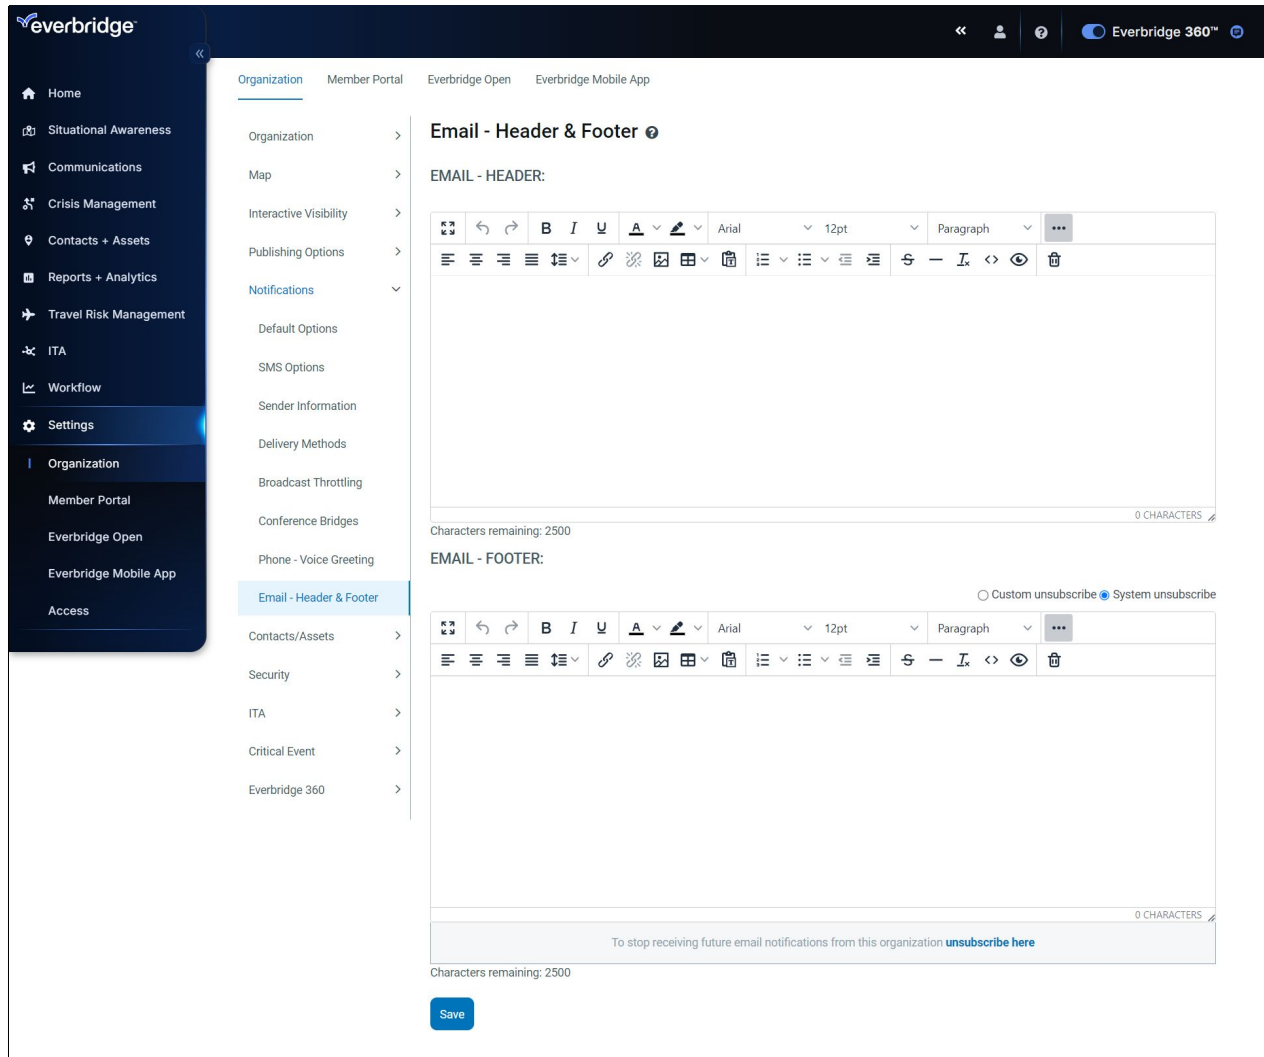 everbridge
Everbridge 360™
Home
Situational Awareness
Communications
Crisis Management
Contacts + Assets
Reports + Analytics
Travel Risk Management
ITA
Workflow
Settings
Organization
Member Portal
Everbridge Open
Everbridge Mobile App
Access
Organization Member Portal Everbridge Open Everbridge Mobile App
Organization
Map
Interactive Visibility
Publishing Options
Notifications
Default Options
SMS Options
Sender Information
Delivery Methods
Broadcast Throttling
Conference Bridges
Phone - Voice Greeting
Email - Header & Footer
Contacts/Assets
Security
ITA
Critical Event
Everbridge 360
Email - Header & Footer
EMAIL - HEADER:
B I U A Arial 12pt Paragraph
0 CHARACTERS
Characters remaining: 2500
EMAIL - FOOTER:
Custom unsubscribe System unsubscribe
B I U A Arial 12pt Paragraph
0 CHARACTERS
To stop receiving future email notifications from this organization unsubscribe here
Characters remaining: 2500
Save